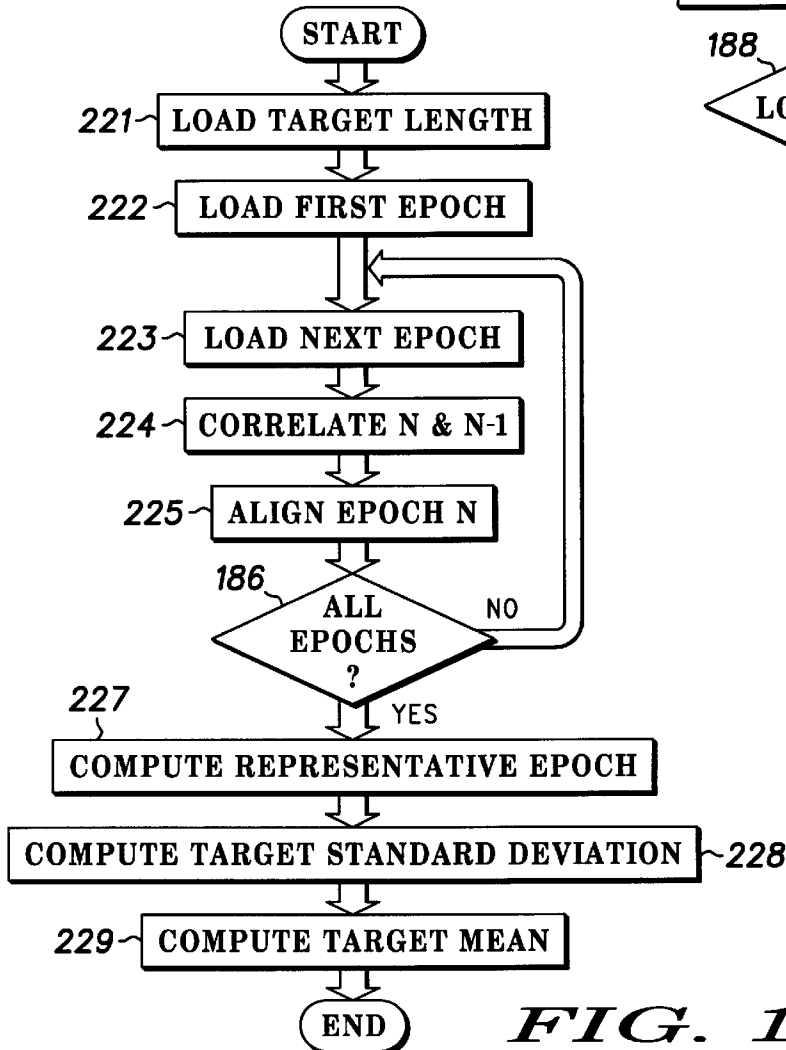 START
188
LO
221 LOAD TARGET LENGTH
222 LOAD FIRST EPOCH
223 LOAD NEXT EPOCH
224 CORRELATE N & N-1
225 ALIGN EPOCH N
186
ALL
EPOCHS
?
NO
YES
227
COMPUTE REPRESENTATIVE EPOCH
COMPUTE TARGET STANDARD DEVIATION 228
229 COMPUTE TARGET MEAN
END
FIG. 1